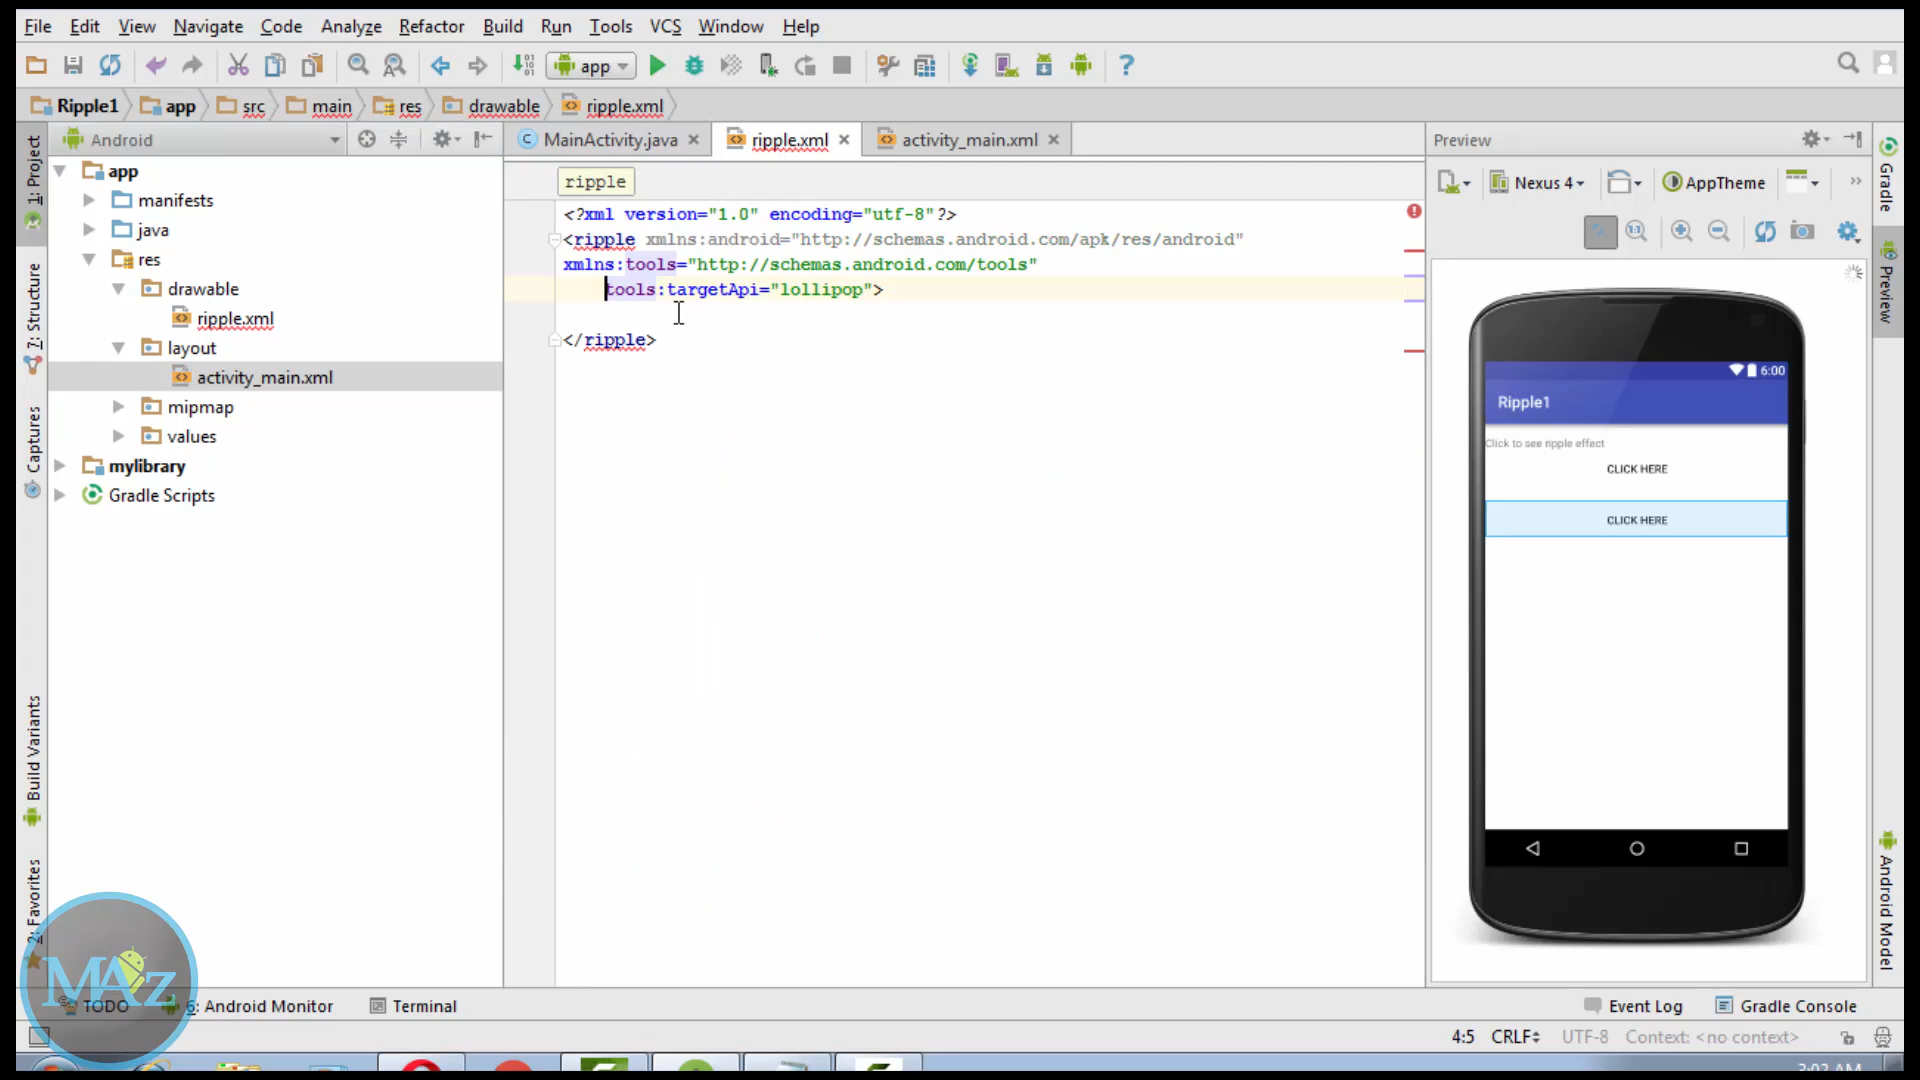 File Edit View Navigate Code Analyze Refactor Build Run Tools VCS Window Help
app
Ripple1 app src main res drawable ripple.xml
Android
MainActivity.java ripple.xml activity_main.xml
Preview
1: Project
7: Structure
Captures
Build Variants
2: Favorites
app
manifests
java
res
drawable
ripple.xml
layout
activity_main.xml
mipmap
values
mylibrary
Gradle Scripts
ripple
<?xml version="1.0" encoding="utf-8"?>
<ripple xmlns:android="http://schemas.android.com/apk/res/android"
xmlns:tools="http://schemas.android.com/tools"
tools:targetApi="lollipop">
</ripple>
Nexus 4 AppTheme
6:00
Ripple1
Click to see ripple effect
CLICK HERE
CLICK HERE
Gradle
Preview
Android Model
MAz
TODO 6: Android Monitor Terminal Event Log Gradle Console
4:5 CRLF UTF-8 Context: <no context>
3:02 AM